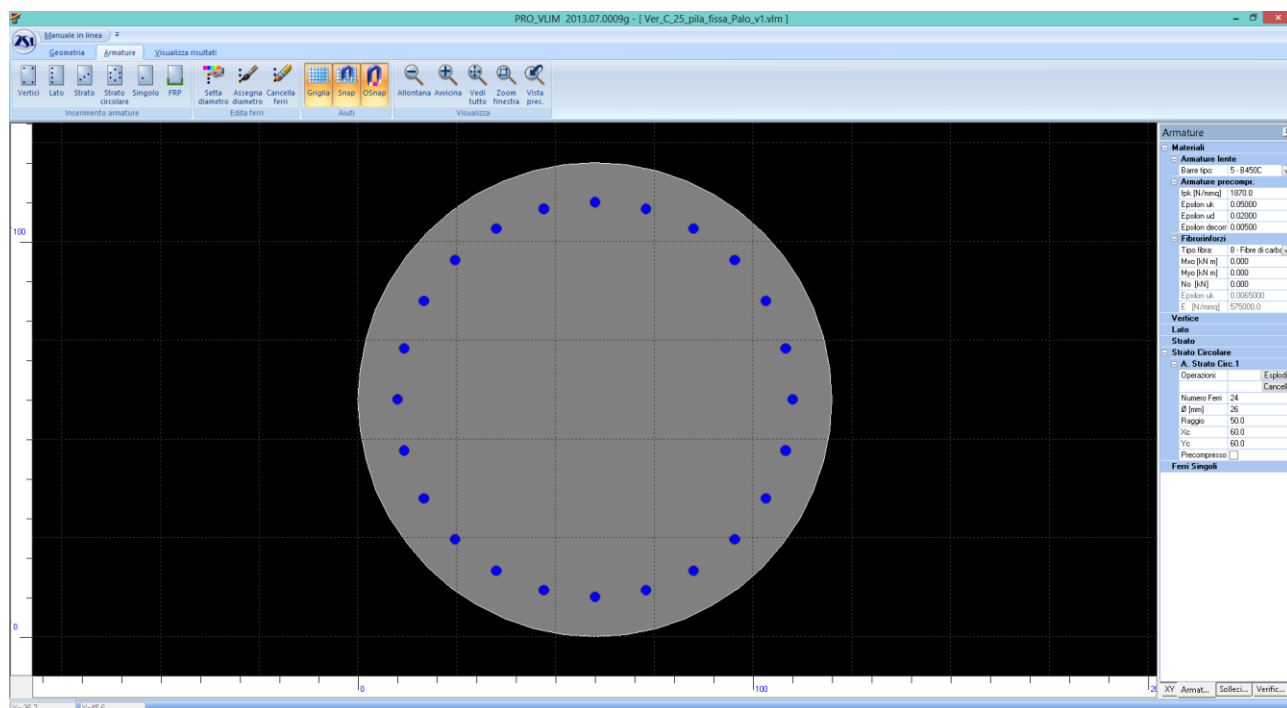 PRO_VLIM 2013.07.0009g - [ Ver_C_25_pila_fissa_Palo_v1.vlm ]
2SI
Manuale in linea
Geometria Armature Visualizza risultati
Vertici Lato Strato Strato circolare Singolo FRP
Setta diametro Assegna diametro Cancella ferri
Griglia Snap OSnap
Allontana Avvicina Vedi tutto Zoom finestra Vista prec.
Inserimento armature Edita ferri Aiuti Visualizza
Armature
Materiali
Armature lente
Barre tipo: 5 - B450C
Armature precompr.
fpk [N/mmq] 1870.0
Epsilon uk 0.05000
Epsilon ud 0.02000
Epsilon decorr 0.00500
Fibrorinforzi
Tipo fibra: 8 - Fibre di carbo
Mxo [kN m] 0.000
Myo [kN m] 0.000
No [kN] 0.000
Epsilon uk 0.0065000
E [N/mmq] 575000.0
Vertice
Lato
Strato
Strato Circolare
A. Strato Circ.1
Operazioni: Esplodi
Cancell
Numero Ferri 24
Ø [mm] 26
Raggio 50.0
Xc 60.0
Yc 60.0
Precompresso
Ferri Singoli
100
0
0 100 20
XY Armat... Solleci... Verific...